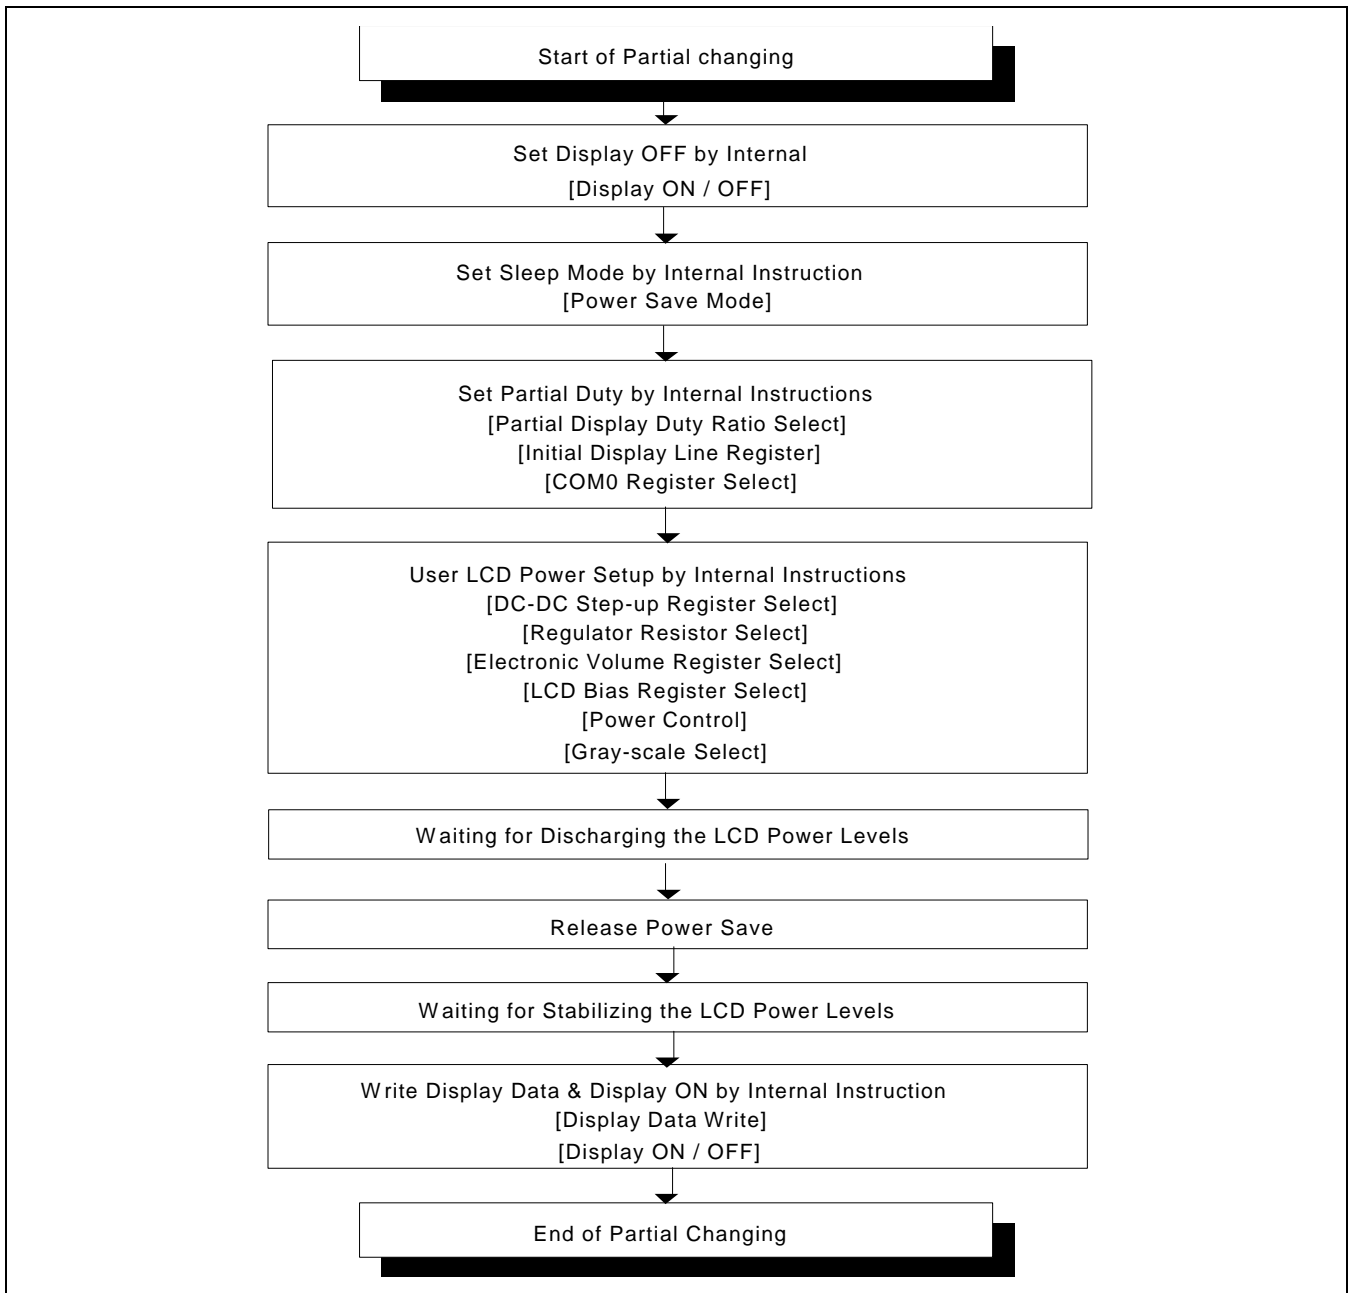 Start of Partial changing
Set Display OFF by Internal
[Display ON / OFF]
Set Sleep Mode by Internal Instruction
[Power Save Mode]
Set Partial Duty by Internal Instructions
[Partial Display Duty Ratio Select]
[Initial Display Line Register]
[COM0 Register Select]
User LCD Power Setup by Internal Instructions
[DC-DC Step-up Register Select]
[Regulator Resistor Select]
[Electronic Volume Register Select]
[LCD Bias Register Select]
[Power Control]
[Gray-scale Select]
Waiting for Discharging the LCD Power Levels
Release Power Save
Waiting for Stabilizing the LCD Power Levels
Write Display Data & Display ON by Internal Instruction
[Display Data Write]
[Display ON / OFF]
End of Partial Changing